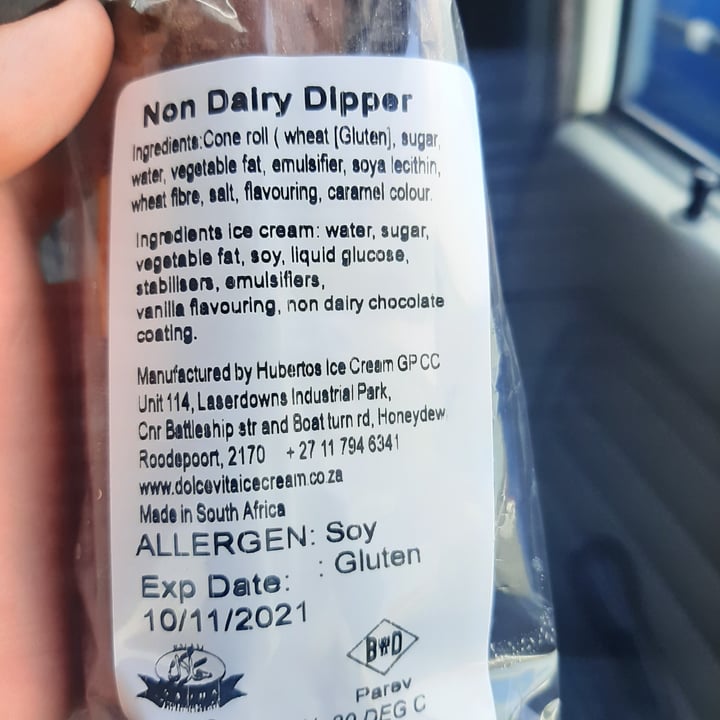 Non Dairy Dipper
Ingredients:Cone roll ( wheat [Gluten], sugar,
water, vegetable fat, emulsifier, soya lecithin,
wheat fibre, salt, flavouring, caramel colour.
Ingredients ice cream: water, sugar,
vegetable fat, soy, liquid glucose,
stabilisers, emulsifiers,
vanilla flavouring, non dairy chocolate
coating.
Manufactured by Hubertos Ice Cream GP CC
Unit 114, Laserdowns Industrial Park,
Cnr Battleship str and Boat turn rd, Honeydew
Roodepoort, 2170 +27 11 794 6341
www.dolcevitaicecream.co.za
Made in South Africa
ALLERGEN: Soy
: Gluten
Exp Date:
10/11/2021
Parev
DEG C